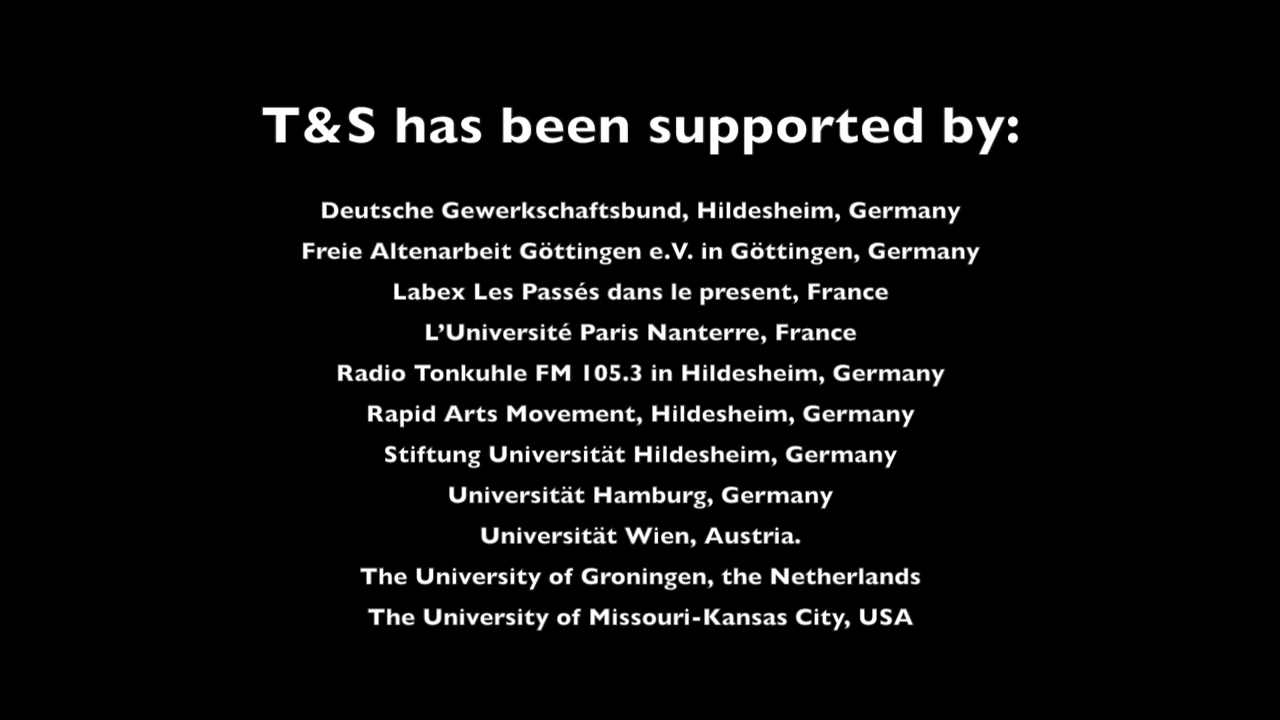 T&S has been supported by:
Deutsche Gewerkschaftsbund, Hildesheim, Germany
Freie Altenarbeit Göttingen e.V. in Göttingen, Germany
Labex Les Passés dans le present, France
L’Université Paris Nanterre, France
Radio Tonkuhle FM 105.3 in Hildesheim, Germany
Rapid Arts Movement, Hildesheim, Germany
Stiftung Universität Hildesheim, Germany
Universität Hamburg, Germany
Universität Wien, Austria.
The University of Groningen, the Netherlands
The University of Missouri-Kansas City, USA